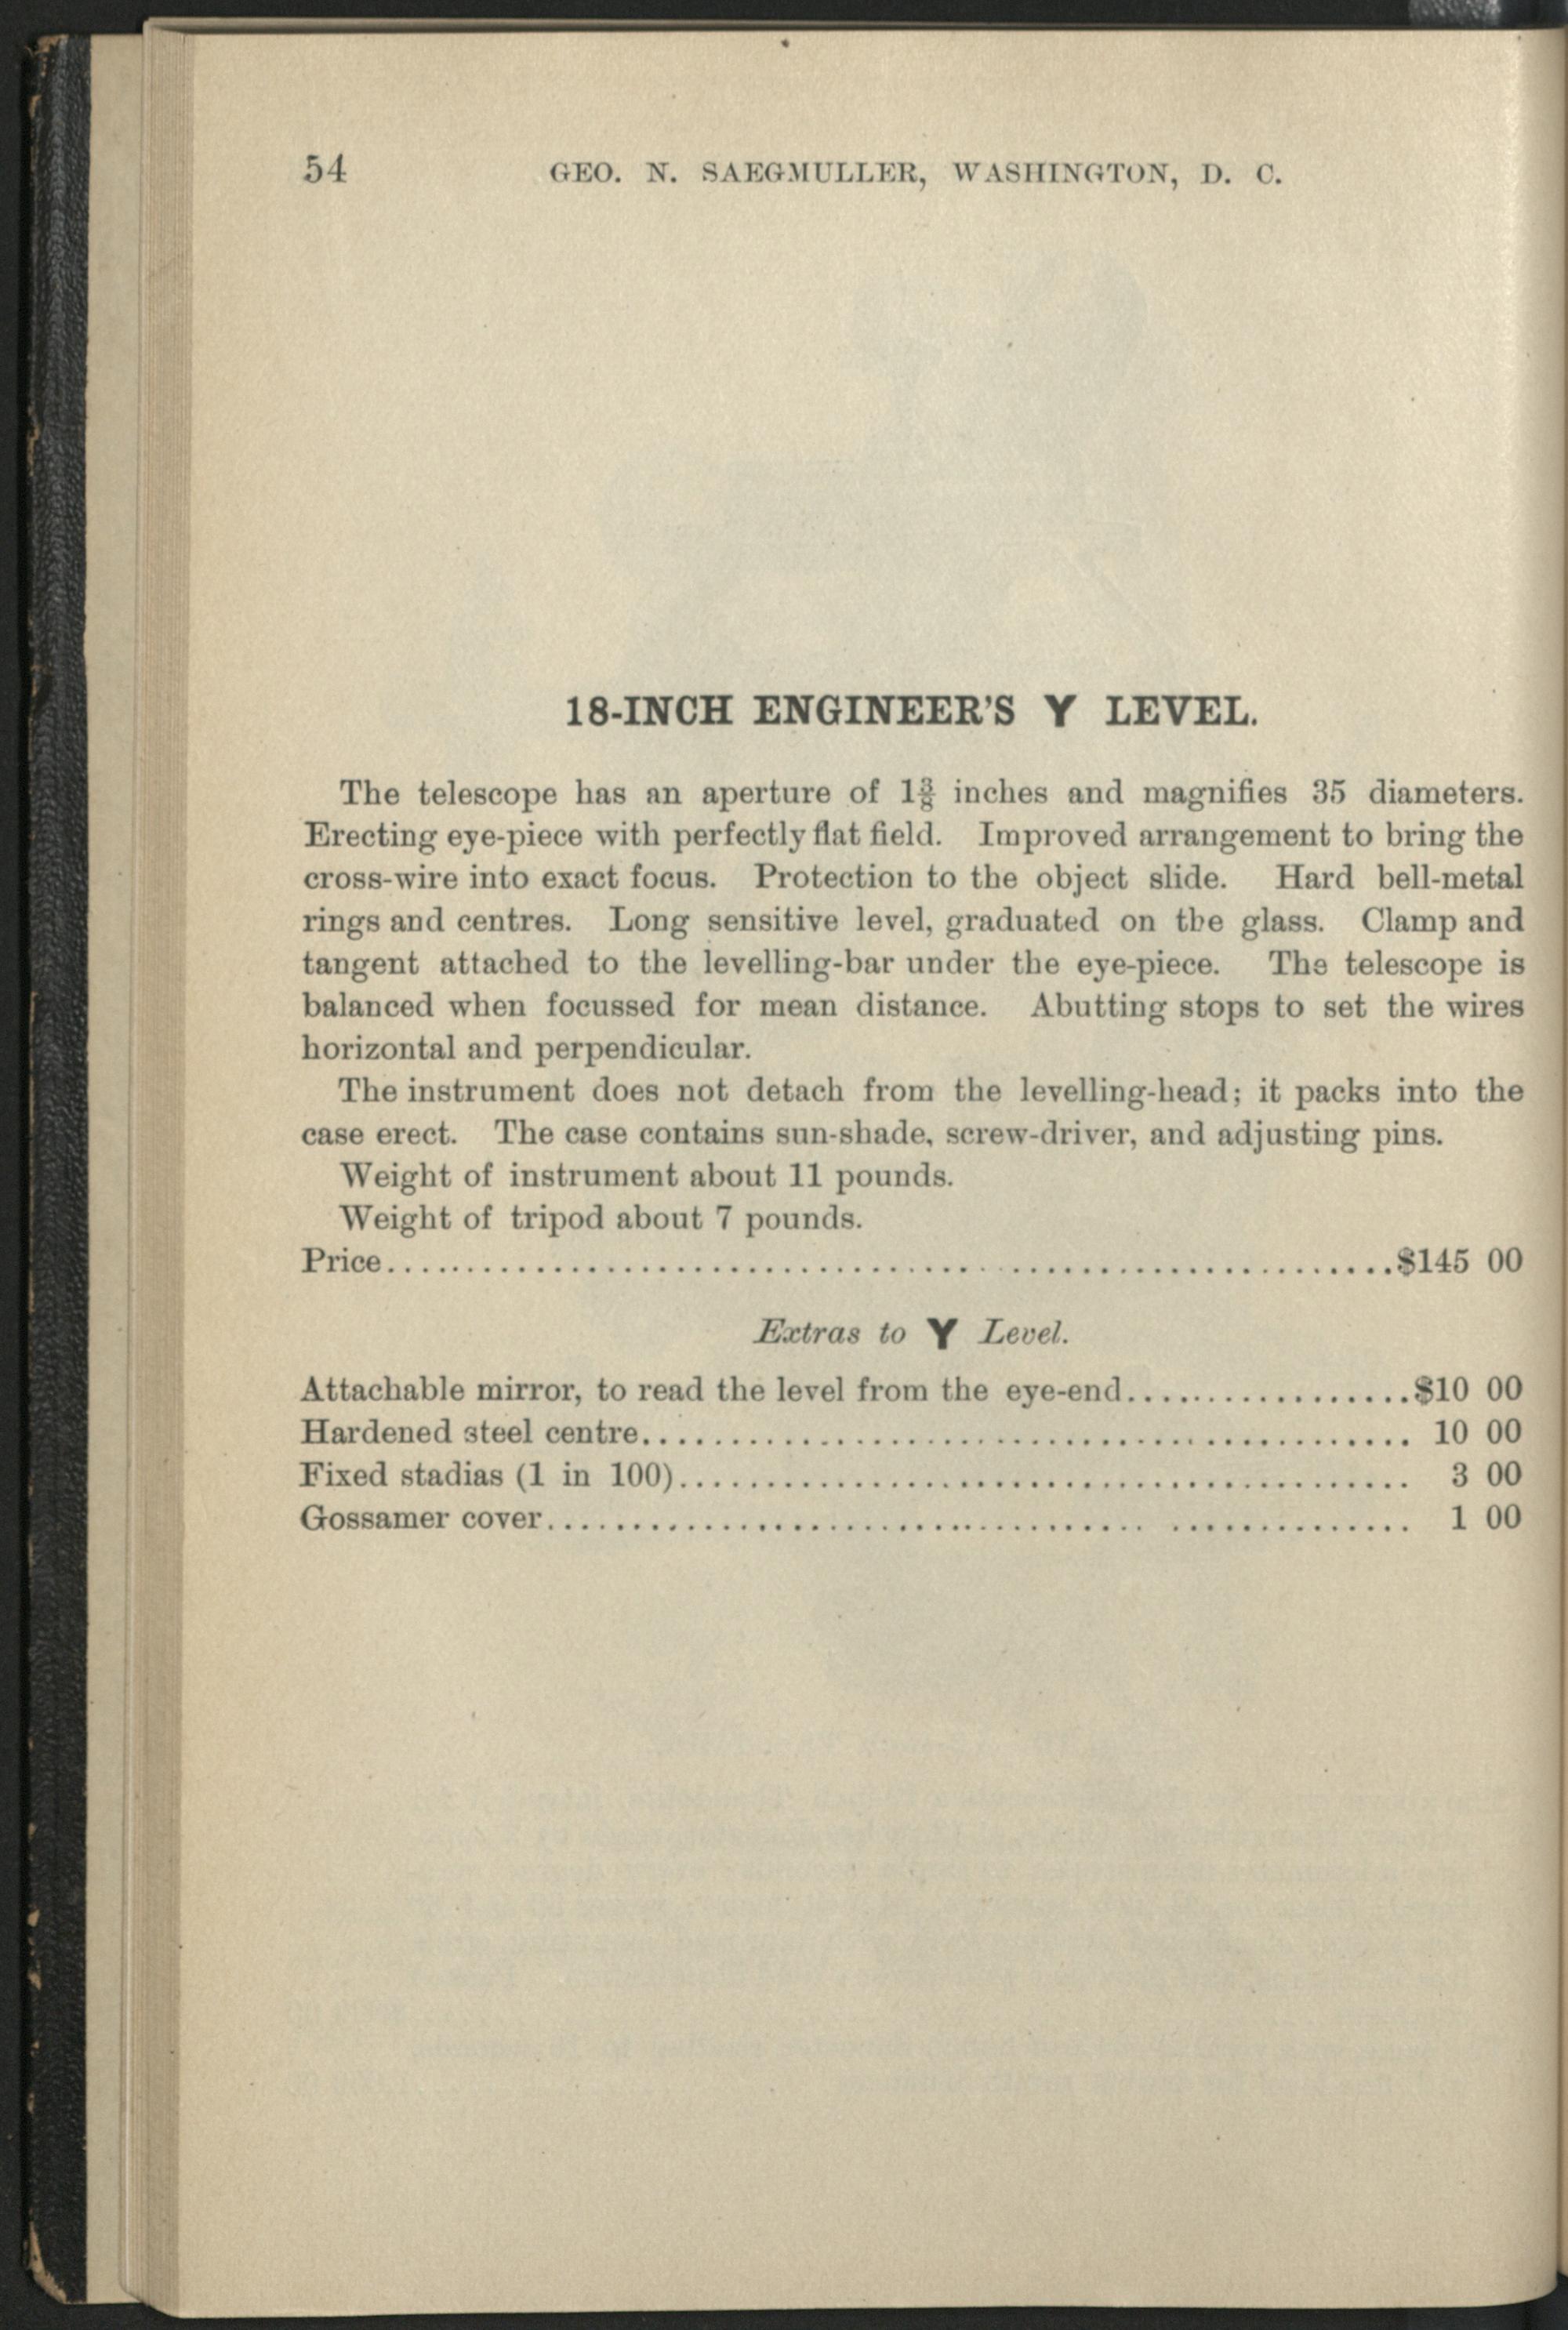 54 GEO. N. SAEGMULLER, WASHINGTON, D. C.
18-INCH ENGINEER'S Y LEVEL.
The telescope has an aperture of 1⅜ inches and magnifies 35 diameters.
Erecting eye-piece with perfectly flat field. Improved arrangement to bring the
cross-wire into exact focus. Protection to the object slide. Hard bell-metal
rings and centres. Long sensitive level, graduated on the glass. Clamp and
tangent attached to the levelling-bar under the eye-piece. The telescope is
balanced when focussed for mean distance. Abutting stops to set the wires
horizontal and perpendicular.
The instrument does not detach from the levelling-head; it packs into the
case erect. The case contains sun-shade, screw-driver, and adjusting pins.
Weight of instrument about 11 pounds.
Weight of tripod about 7 pounds.
Price........................................................................$145 00
Extras to Y Level.
Attachable mirror, to read the level from the eye-end....................$10 00
Hardened steel centre...................................................... 10 00
Fixed stadias (1 in 100)................................................... 3 00
Gossamer cover............................................................. 1 00